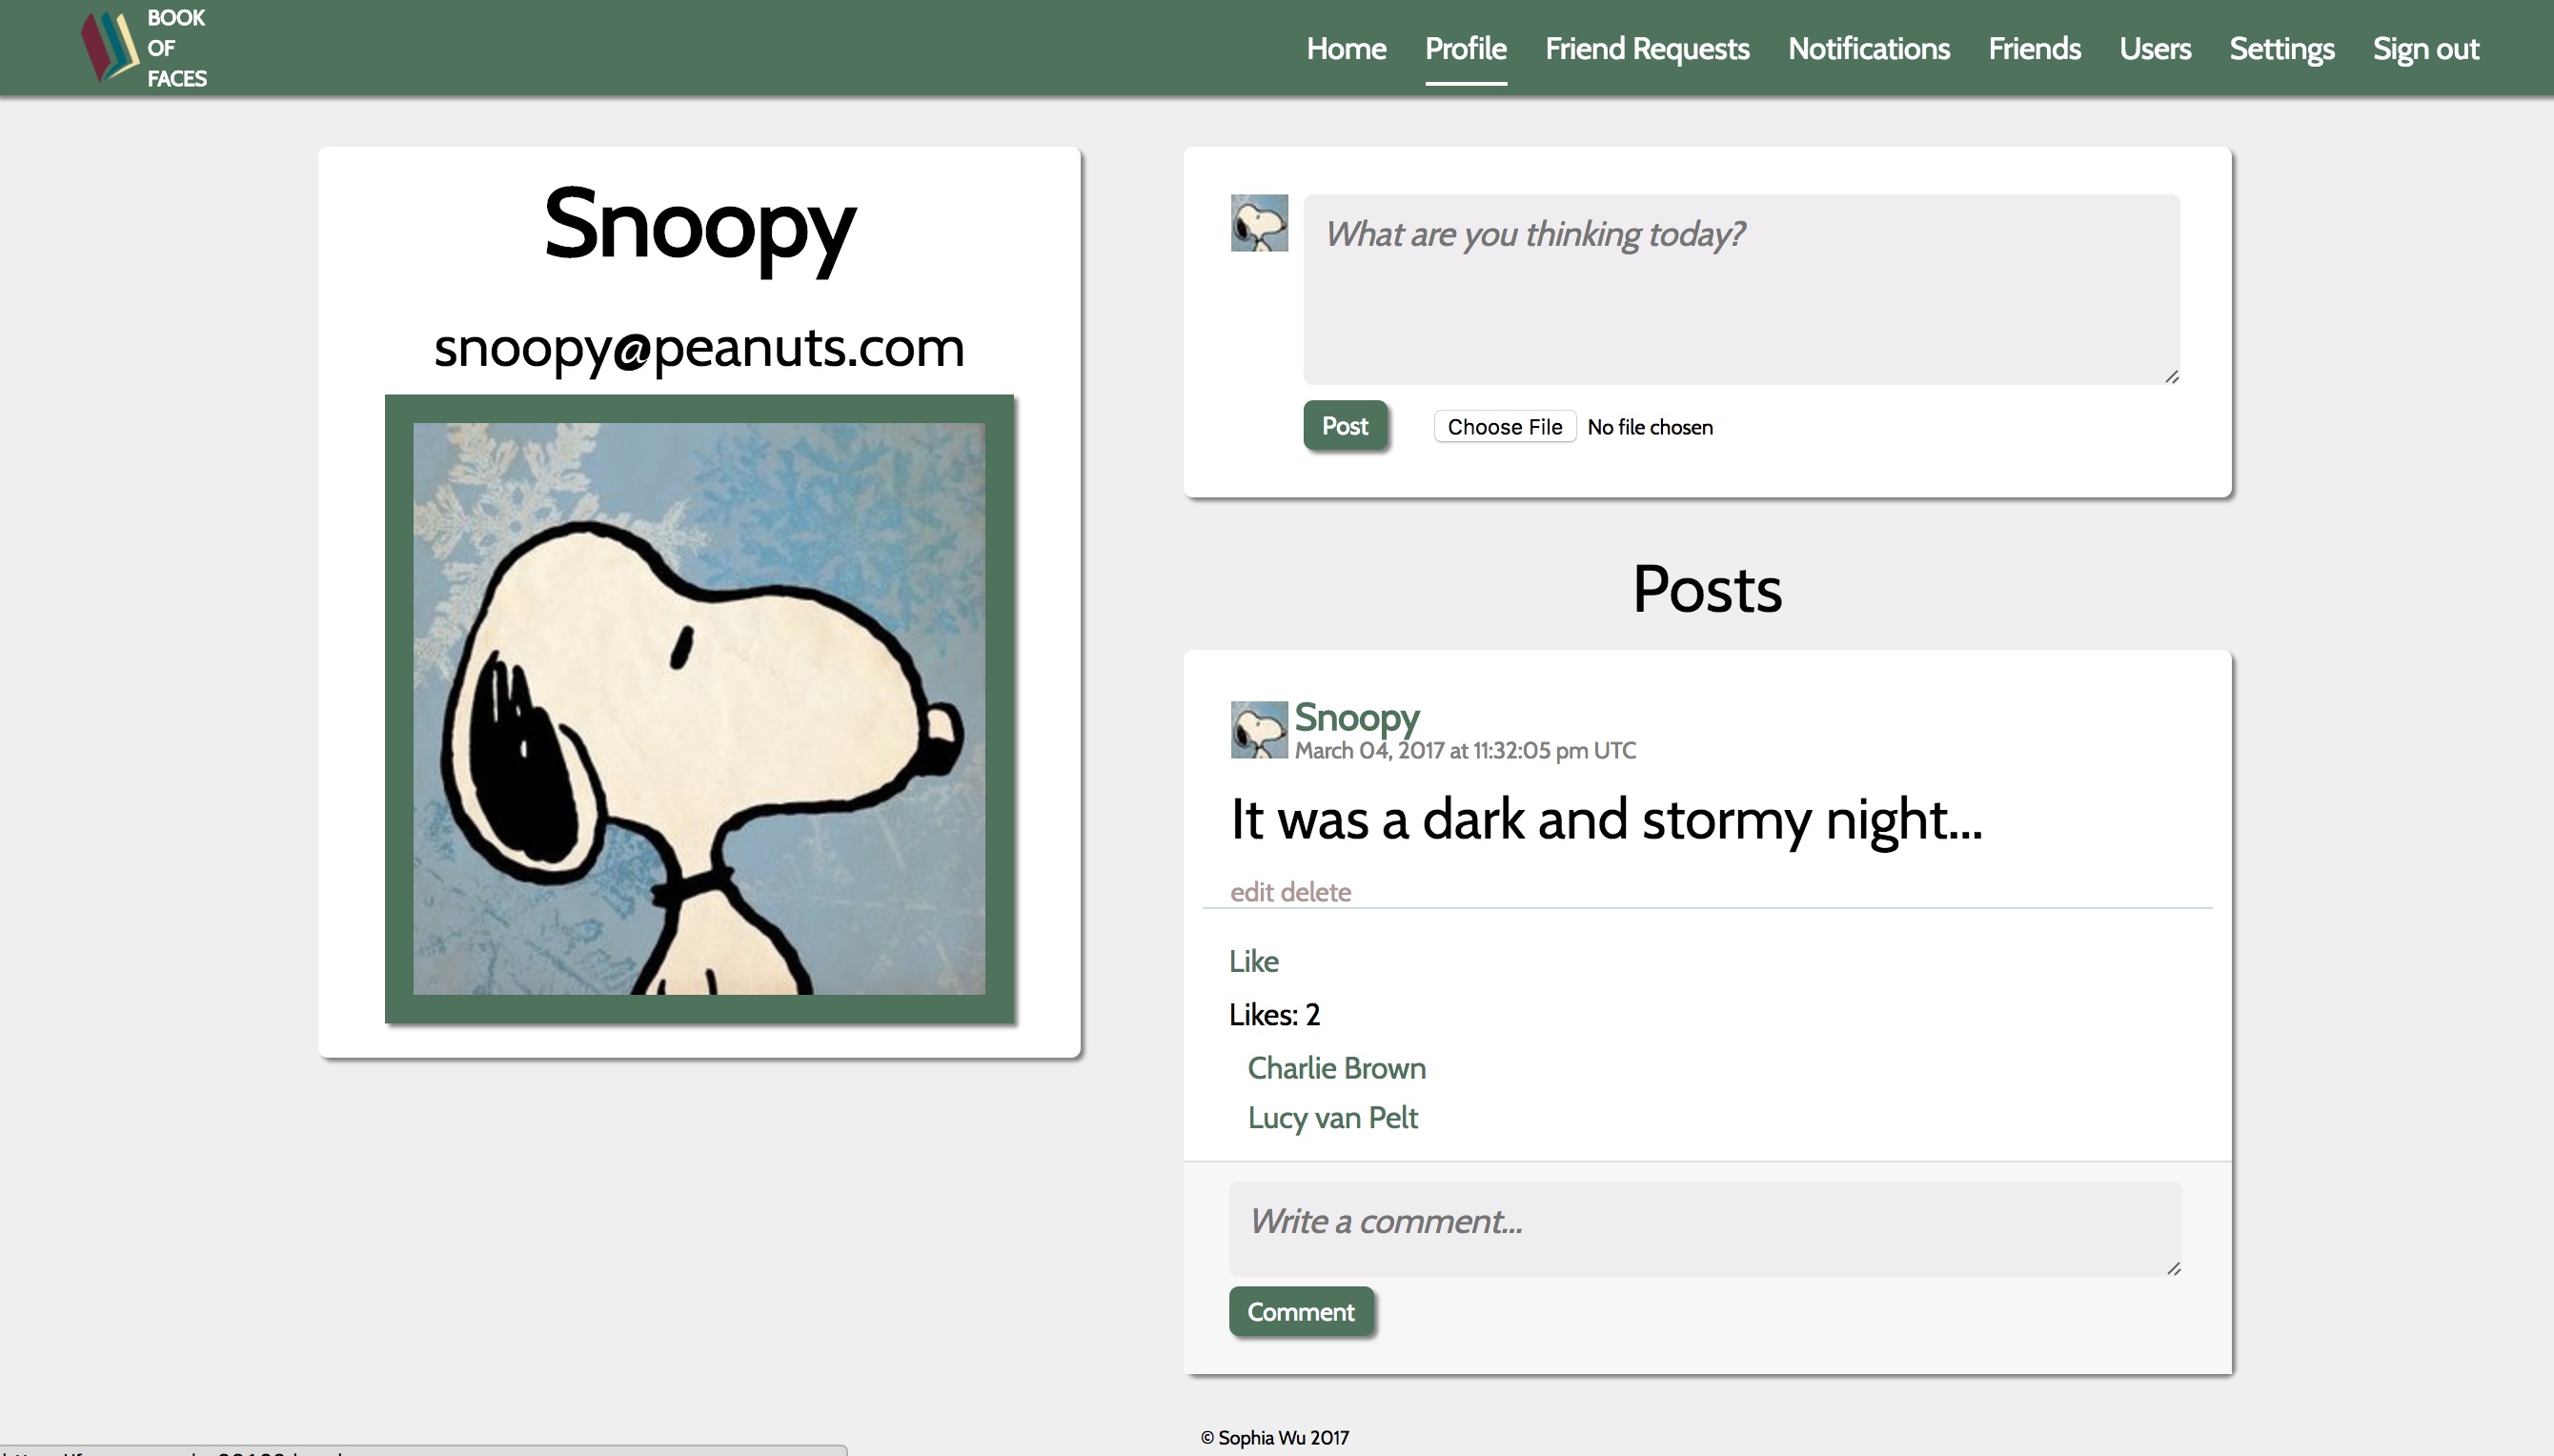 BOOK
OF
FACES
Home Profile Friend Requests Notifications Friends Users Settings Sign out
Snoopy
snoopy@peanuts.com
What are you thinking today?
Post Choose File No file chosen
Posts
Snoopy
March 04, 2017 at 11:32:05 pm UTC
It was a dark and stormy night...
edit delete
Like
Likes: 2
Charlie Brown
Lucy van Pelt
Write a comment...
Comment
© Sophia Wu 2017